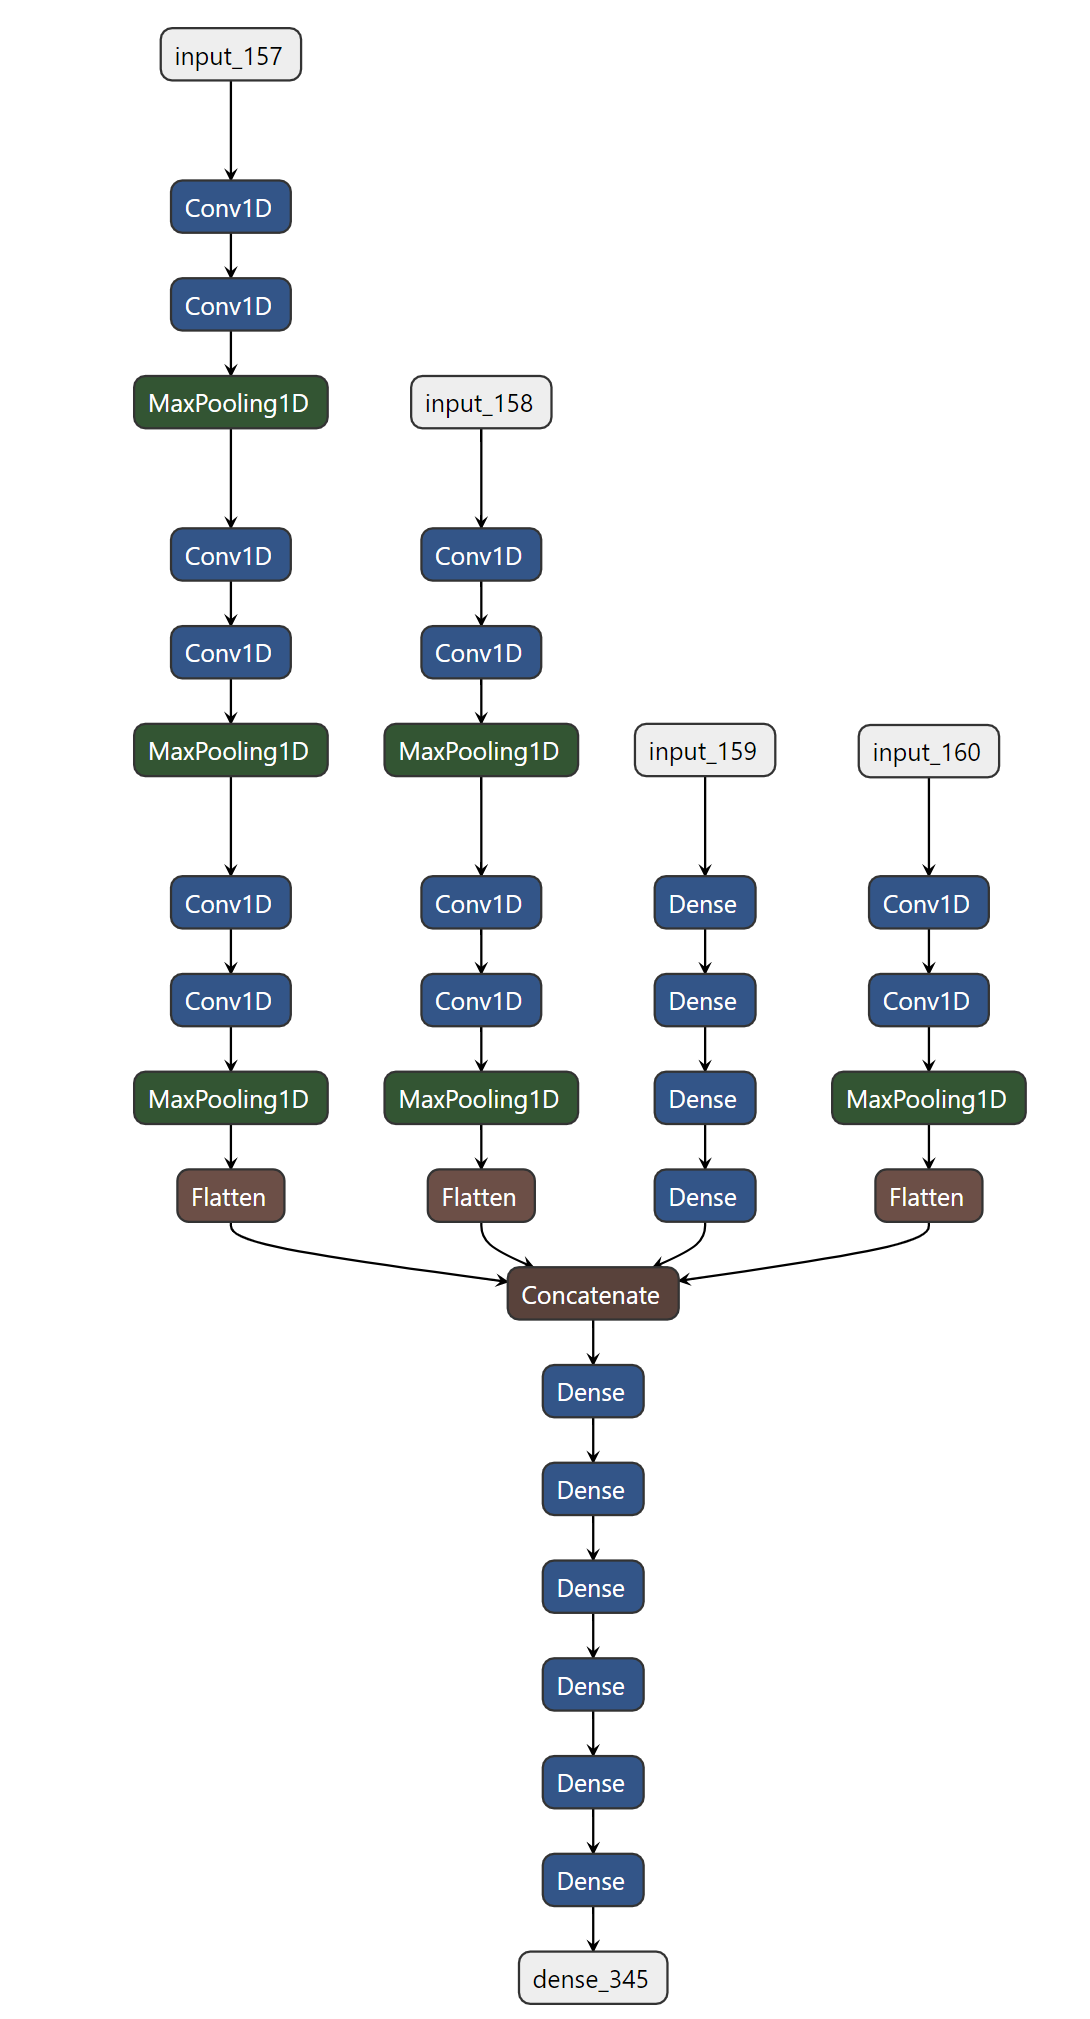 input_157
Conv1D
Conv1D
MaxPooling1D
input_158
Conv1D
Conv1D
Conv1D
Conv1D
MaxPooling1D
MaxPooling1D
input_159
input_160
Conv1D
Conv1D
Dense
Conv1D
Conv1D
Conv1D
Dense
Conv1D
MaxPooling1D
MaxPooling1D
Dense
MaxPooling1D
Flatten
Flatten
Dense
Flatten
Concatenate
Dense
Dense
Dense
Dense
Dense
Dense
dense_345